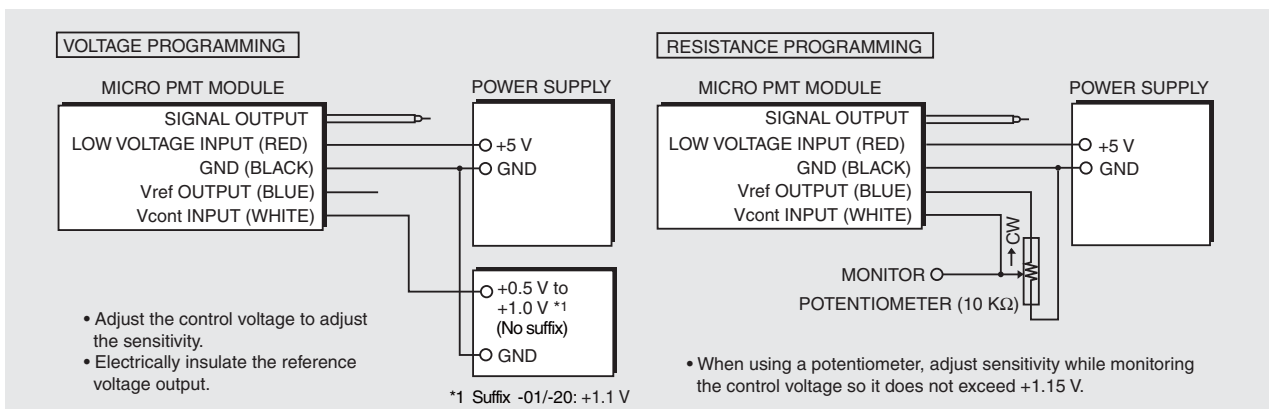 VOLTAGE PROGRAMMING
MICRO PMT MODULE
SIGNAL OUTPUT
LOW VOLTAGE INPUT (RED)
GND (BLACK)
Vref OUTPUT (BLUE)
Vcont INPUT (WHITE)
POWER SUPPLY
+5 V
GND
+0.5 V to
+1.0 V *1
(No suffix)
GND
• Adjust the control voltage to adjust
the sensitivity.
• Electrically insulate the reference
voltage output.
*1 Suffix -01/-20: +1.1 V
RESISTANCE PROGRAMMING
MICRO PMT MODULE
SIGNAL OUTPUT
LOW VOLTAGE INPUT (RED)
GND (BLACK)
Vref OUTPUT (BLUE)
Vcont INPUT (WHITE)
POWER SUPPLY
+5 V
GND
CW
MONITOR
POTENTIOMETER (10 KΩ)
• When using a potentiometer, adjust sensitivity while monitoring
the control voltage so it does not exceed +1.15 V.